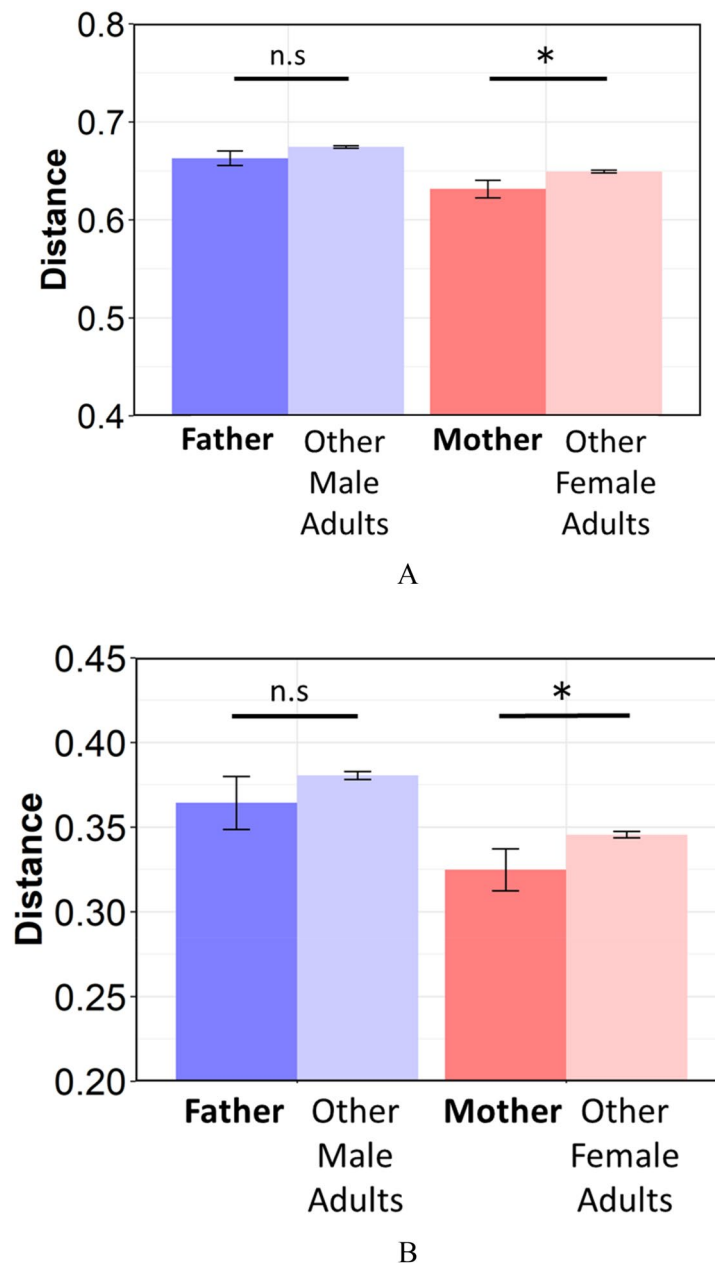 0.8
n.s
*
0.7
0.6
Distance
0.5
0.4
Father Other Mother Other
Male Female
Adults Adults
A
0.45
n.s
*
0.40
0.35
Distance
0.30
0.25
0.20
Father Other Mother Other
Male Female
Adults Adults
B